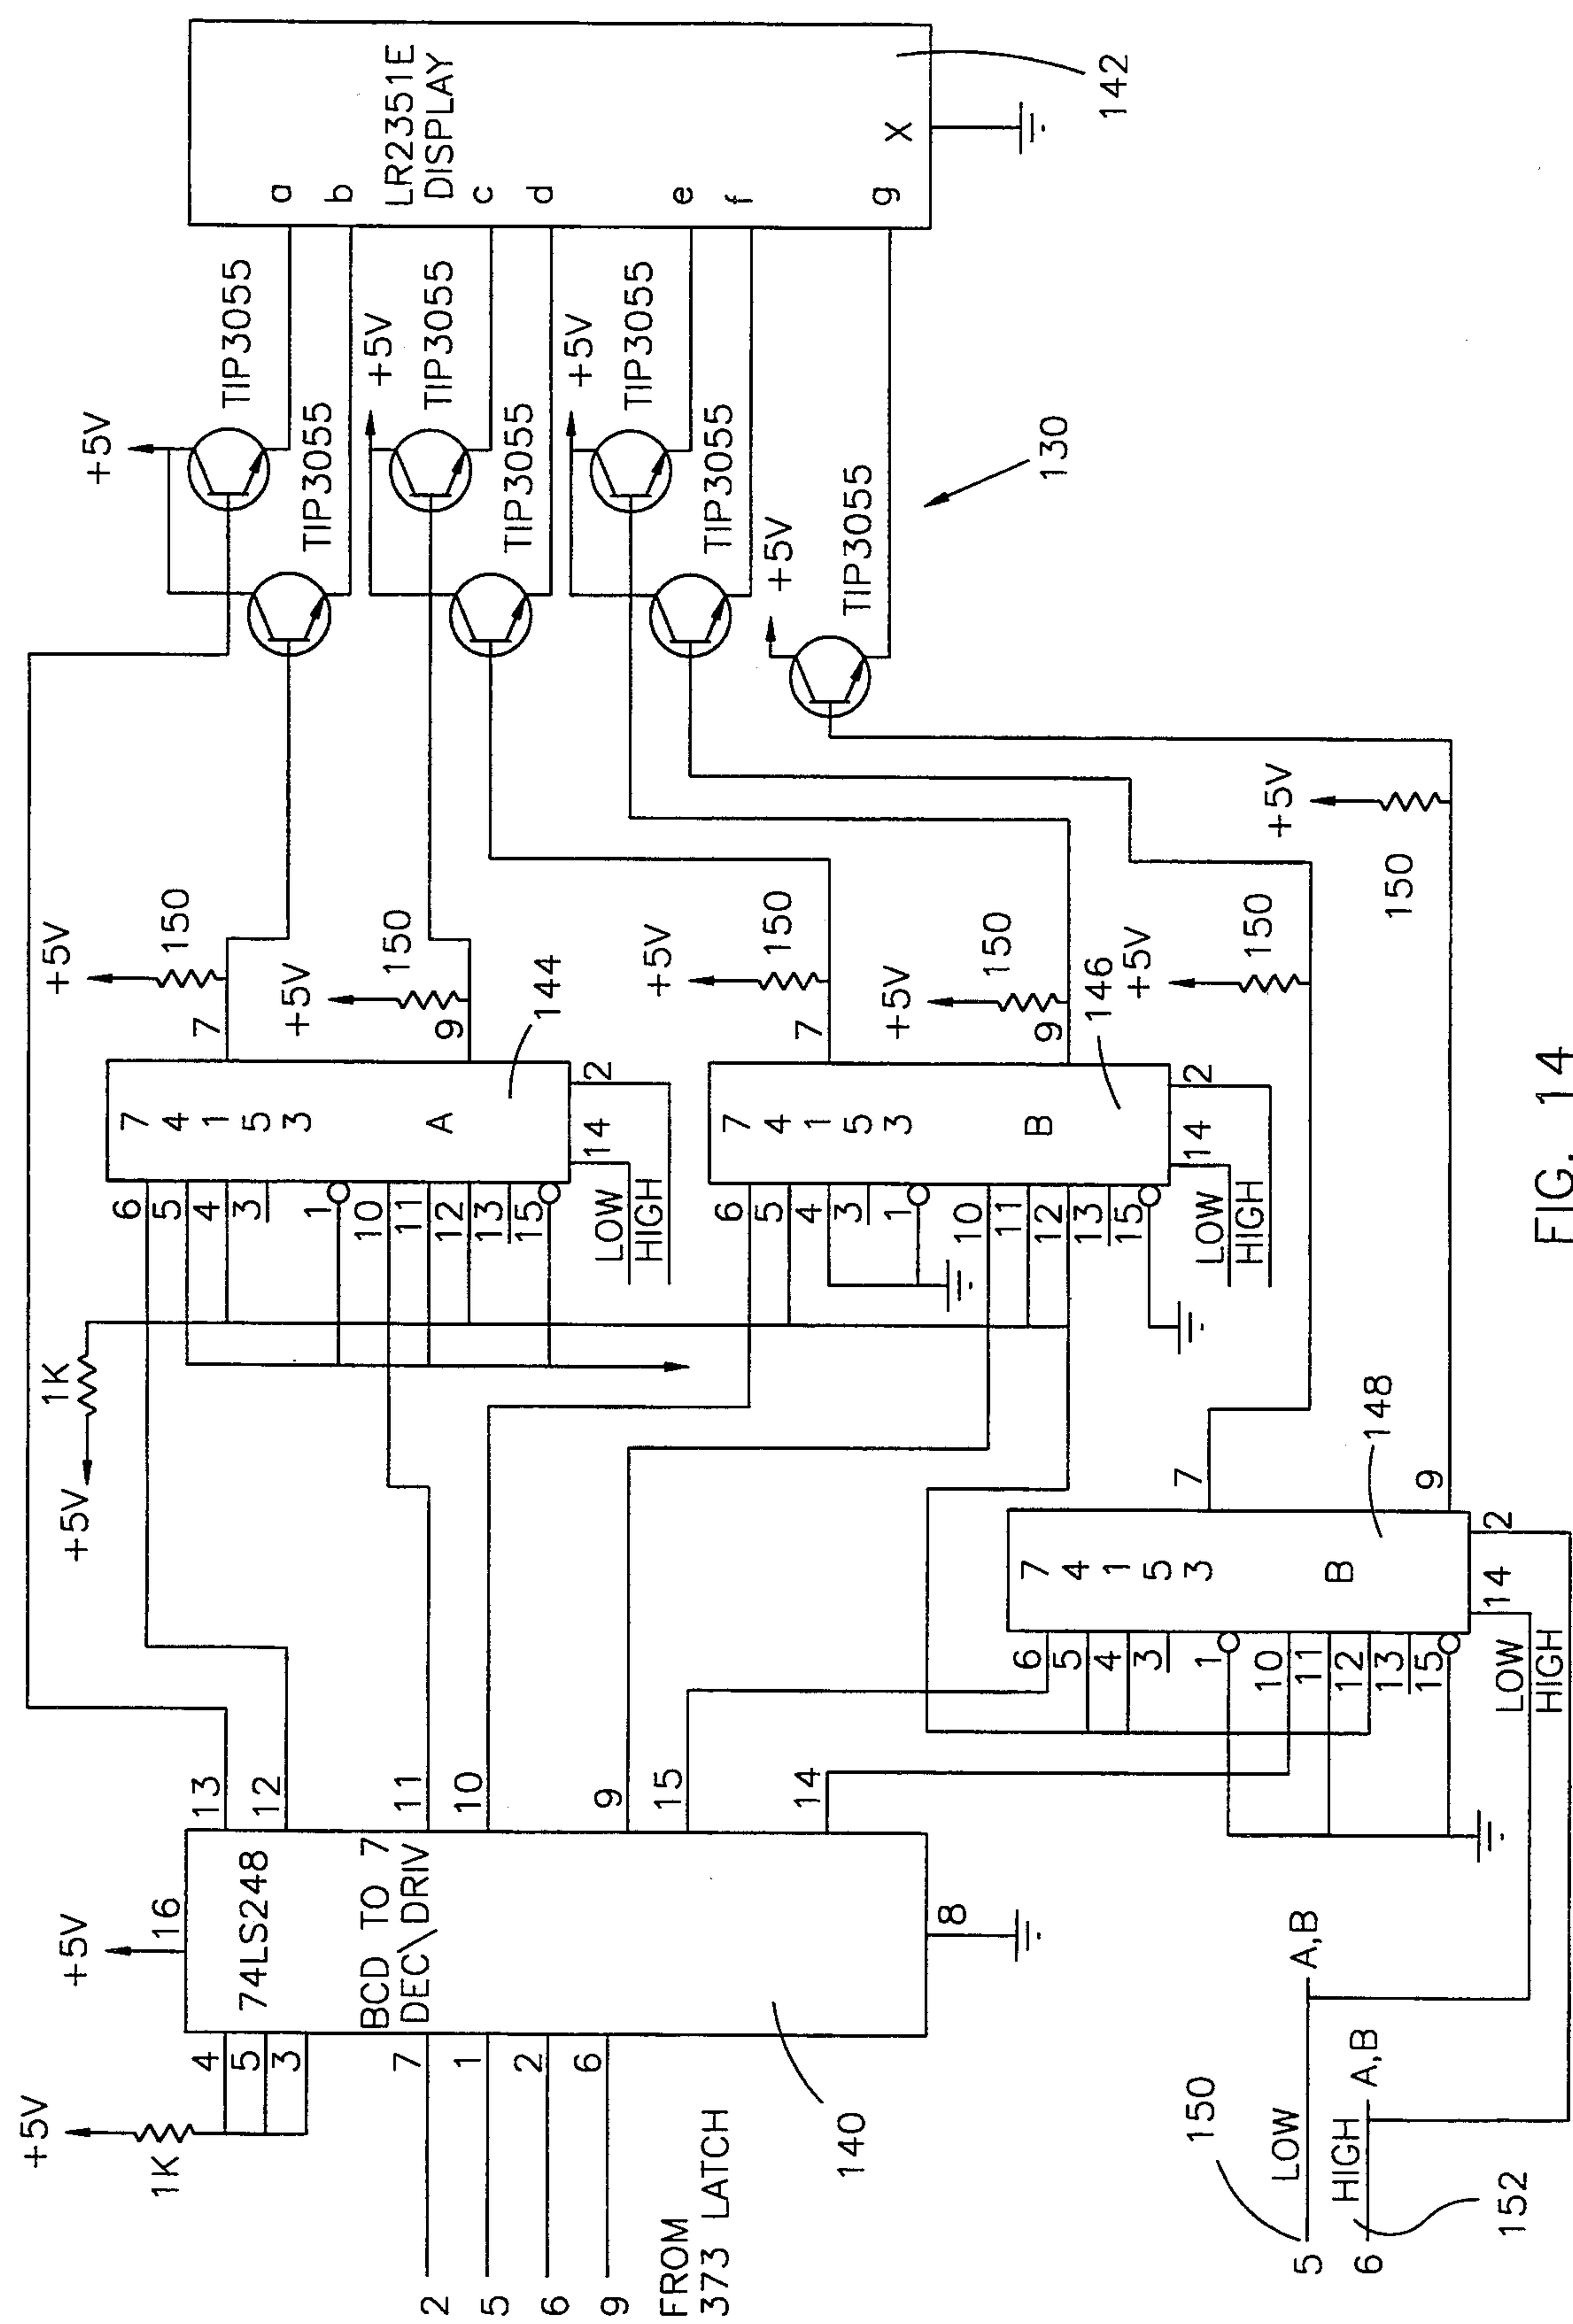 +5V
1K
4
5
3
+5V
16
74LS248
BCD TO 7
DEC\DRIV
7
1
2
6
2
5
6
9
FROM
373 LATCH
140
8
13
12
11
10
9
15
14
+5V
1K
6
5
4
3
1
10
11
12
13
15
7
4
1
5
3
A
14
2
LOW
HIGH
144
7
9
+5V
150
+5V
150
6
5
4
3
1
10
11
12
13
15
7
4
1
5
3
B
14
2
LOW
HIGH
146
7
9
+5V
150
+5V
150
6
5
4
3
1
10
11
12
13
15
7
4
1
5
3
B
14
2
LOW
HIGH
148
7
9
+5V
150
+5V
150
+5V
TIP3055
TIP3055
+5V
TIP3055
TIP3055
+5V
TIP3055
TIP3055
+5V
TIP3055
130
a
b
LR2351E
DISPLAY
c
d
e
f
g
X
142
150
5
LOW
A,B
6
HIGH
A,B
152
FIG. 14